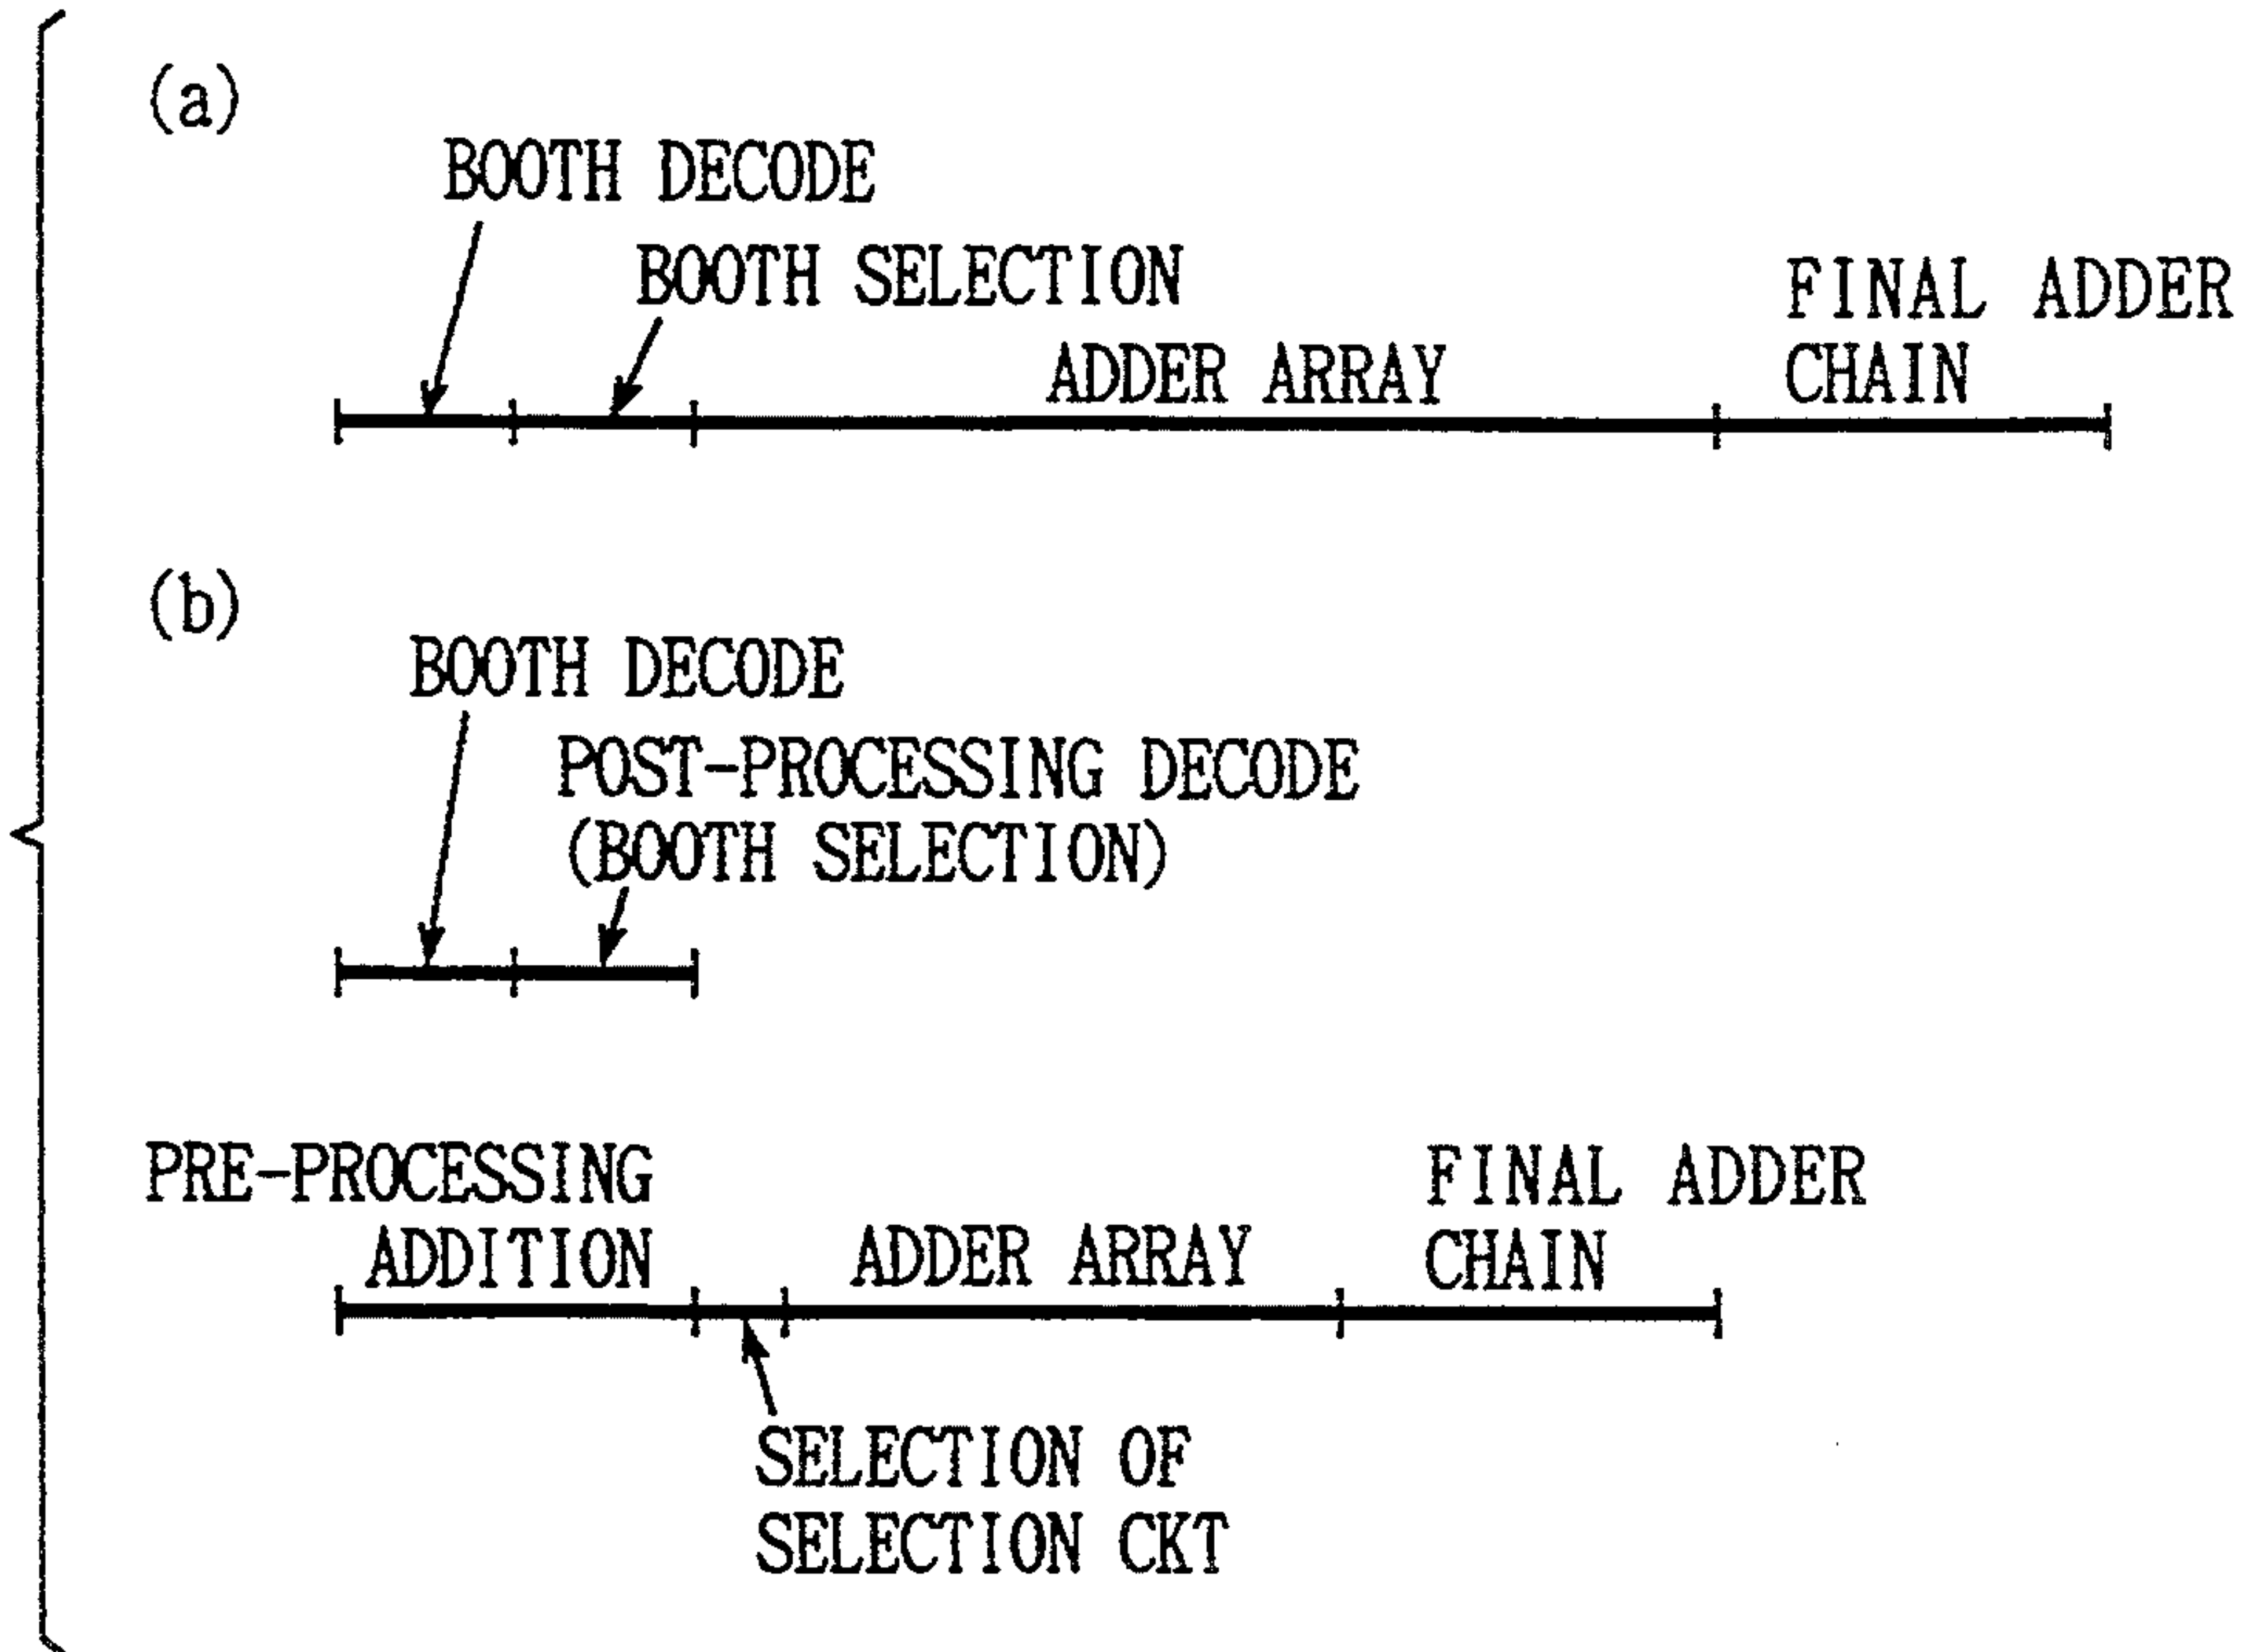 (a)
BOOTH DECODE
BOOTH SELECTION
FINAL ADDER
CHAIN
ADDER ARRAY
(b)
BOOTH DECODE
POST-PROCESSING DECODE
(BOOTH SELECTION)
PRE-PROCESSING
ADDITION
ADDER ARRAY
FINAL ADDER
CHAIN
SELECTION OF
SELECTION CKT